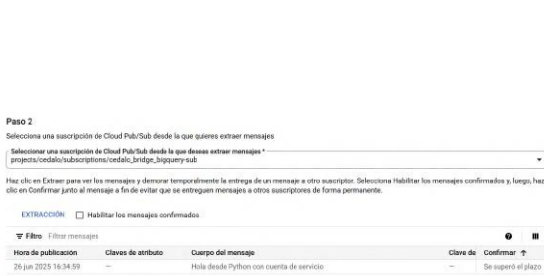 Paso 2
Selecciona una suscripción de Cloud Pub/Sub desde la que quieres extraer mensajes
Seleccionar una suscripción de Cloud Pub/Sub desde la que deseas extraer mensajes *
projects/cedalo/subscriptions/cedalo_bridge_bigquery-sub
Haz clic en Extraer para ver los mensajes y demorar temporalmente la entrega de un mensaje a otro suscriptor. Selecciona Habilitar los mensajes confirmados y, luego, haz
clic en Confirmar junto al mensaje a fin de evitar que se entreguen mensajes a otros suscriptores de forma permanente.
EXTRACCIÓN Habilitar los mensajes confirmados
Filtro Filtrar mensajes
Hora de publicación Claves de atributo Cuerpo del mensaje Clave de Confirmar ↑
26 jun 2025 16:34:59 — Hola desde Python con cuenta de servicio — Se superó el plazo